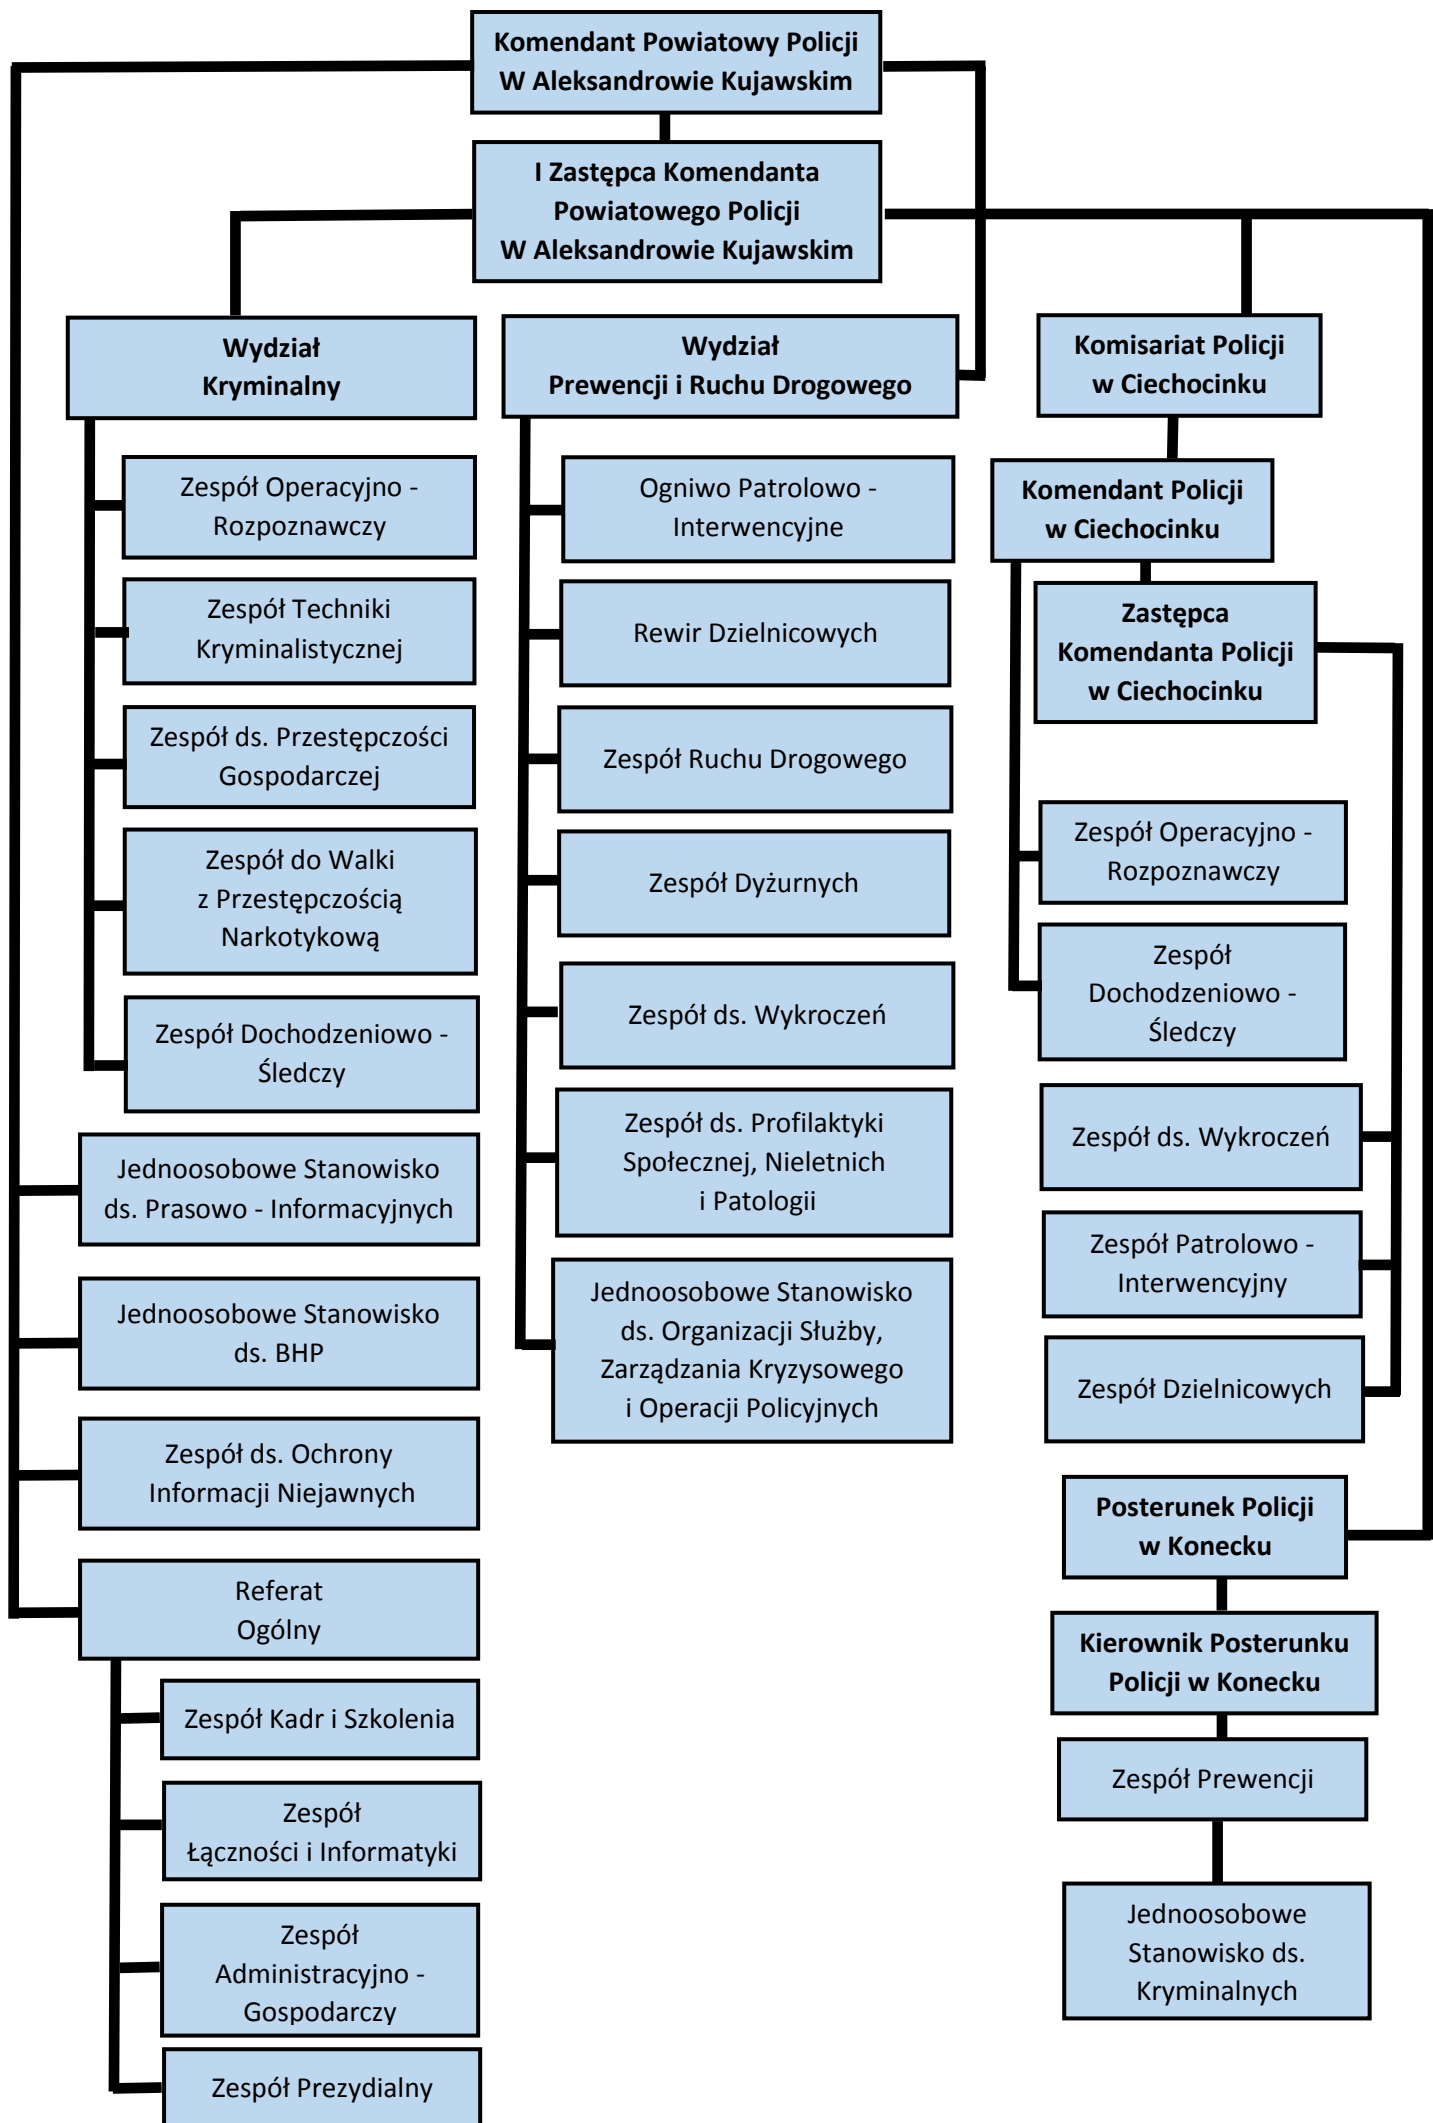 Komendant Powiatowy Policji
W Aleksandrowie Kujawskim
I Zastępca Komendanta
Powiatowego Policji
W Aleksandrowie Kujawskim
Wydział
Kryminalny
Zespół Operacyjno -
Rozpoznawczy
Zespół Techniki
Kryminalistycznej
Zespół ds. Przestępczości
Gospodarczej
Zespół do Walki
z Przestępczością
Narkotykową
Zespół Dochodzeniowo -
Śledczy
Jednoosobowe Stanowisko
ds. Prasowo - Informacyjnych
Jednoosobowe Stanowisko
ds. BHP
Zespół ds. Ochrony
Informacji Niejawnych
Referat
Ogólny
Zespół Kadr i Szkolenia
Zespół
Łączności i Informatyki
Zespół
Administracyjno -
Gospodarczy
Zespół Prezydialny
Wydział
Prewencji i Ruchu Drogowego
Ogniwo Patrolowo -
Interwencyjne
Rewir Dzielnicowych
Zespół Ruchu Drogowego
Zespół Dyżurnych
Zespół ds. Wykroczeń
Zespół ds. Profilaktyki
Społecznej, Nieletnich
i Patologii
Jednoosobowe Stanowisko
ds. Organizacji Służby,
Zarządzania Kryzysowego
i Operacji Policyjnych
Komisariat Policji
w Ciechocinku
Komendant Policji
w Ciechocinku
Zastępca
Komendanta Policji
w Ciechocinku
Zespół Operacyjno -
Rozpoznawczy
Zespół
Dochodzeniowo -
Śledczy
Zespół ds. Wykroczeń
Zespół Patrolowo -
Interwencyjny
Zespół Dzielnicowych
Posterunek Policji
w Konecku
Kierownik Posterunku
Policji w Konecku
Zespół Prewencji
Jednoosobowe
Stanowisko ds.
Kryminalnych